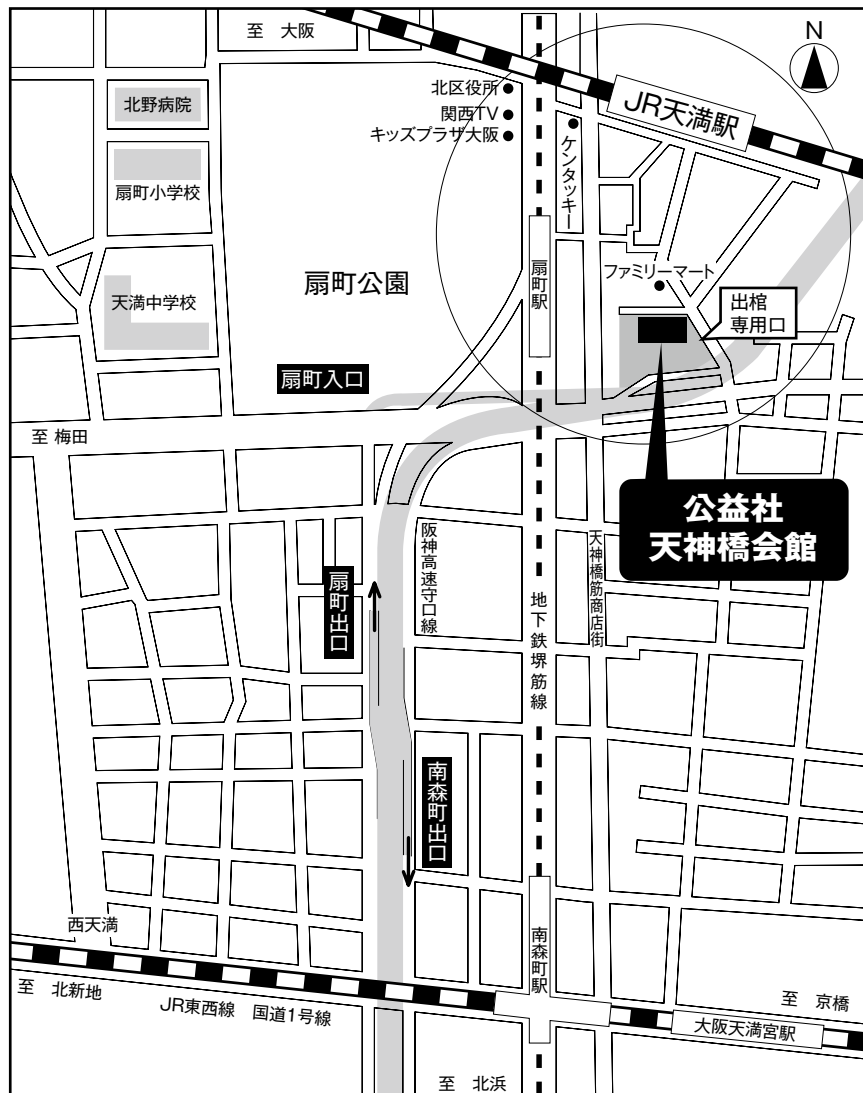 至 大阪
N
北野病院
北区役所
関西TV
キッズプラザ大阪
JR天満駅
ケンタッキー
扇町小学校
扇町駅
ファミリーマート
扇町公園
天満中学校
出棺
専用口
扇町入口
至 梅田
公益社
天神橋会館
阪神高速守口線
天神橋筋商店街
扇町出口
地下鉄堺筋線
南森町出口
西天満
南森町駅
至 北新地
JR東西線 国道1号線
至 京橋
大阪天満宮駅
至 北浜